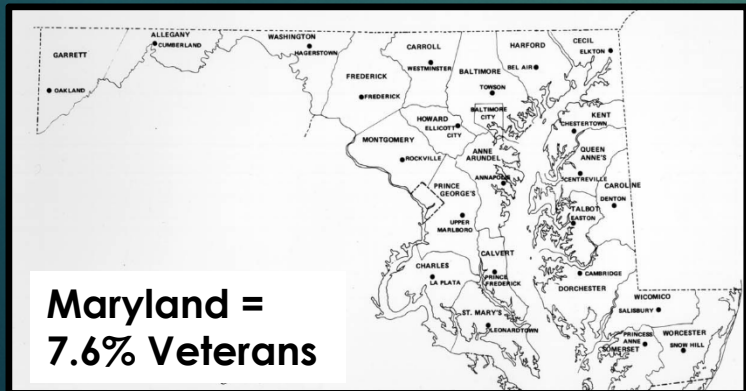 GARRETT
OAKLAND
ALLEGANY
CUMBERLAND
WASHINGTON
HAGERSTOWN
FREDERICK
FREDERICK
CARROLL
WESTMINSTER
BALTIMORE
TOWSON
BALTIMORE
CITY
HARFORD
BEL AIR
CECIL
ELKTON
HOWARD
ELLICOTT
CITY
MONTGOMERY
ROCKVILLE
ANNE
ARUNDEL
ANNAPOLIS
PRINCE
GEORGE'S
UPPER
MARLBORO
KENT
CHESTERTOWN
QUEEN
ANNE'S
CENTREVILLE
CAROLINE
DENTON
TALBOT
EASTON
CHARLES
LA PLATA
CALVERT
PRINCE
FREDERICK
ST. MARY'S
LEONARDTOWN
CAMBRIDGE
DORCHESTER
WICOMICO
SALISBURY
PRINCESS
ANNE
SOMERSET
WORCESTER
SNOW HILL
Maryland =
7.6% Veterans